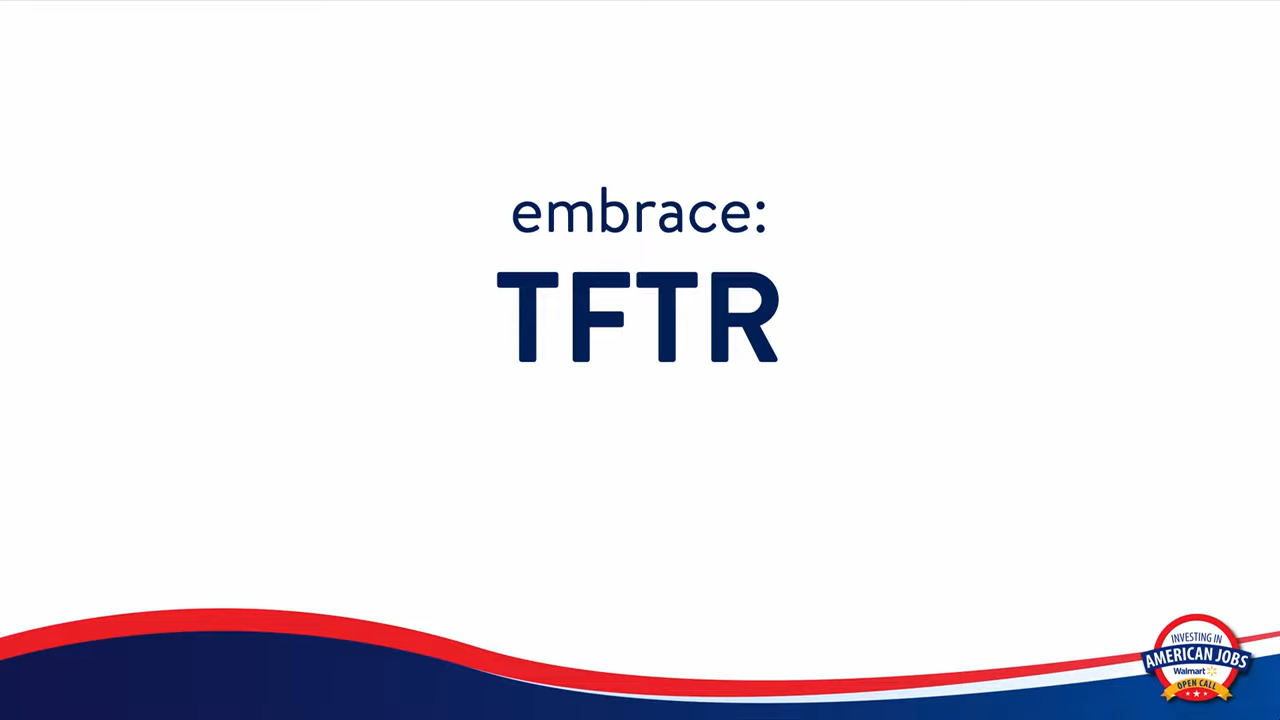 embrace:
TFTR
INVESTING IN
AMERICAN JOBS
Walmart
OPEN CALL